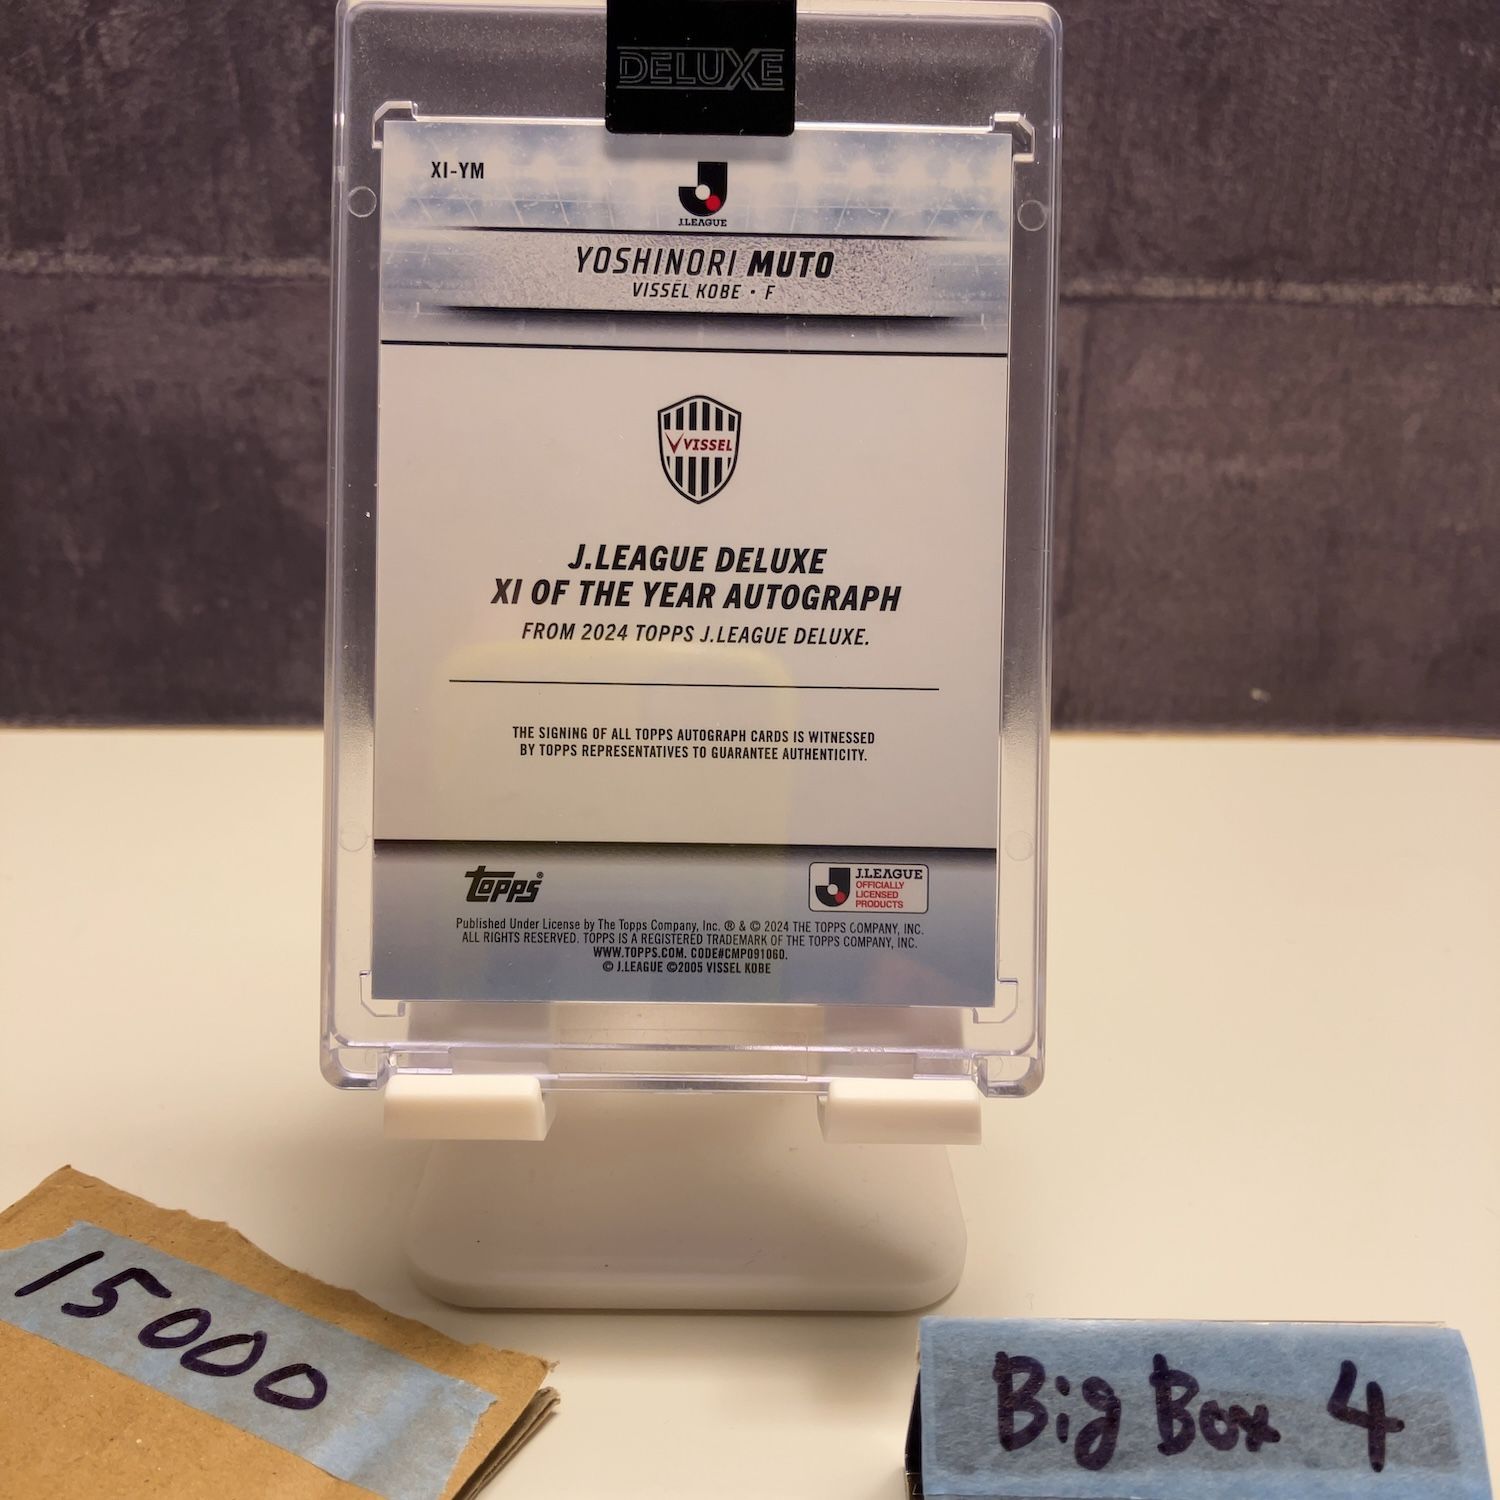 DELUXE
XI-YM
J.LEAGUE
YOSHINORI MUTO
VISSEL KOBE • F
VISSEL
J.LEAGUE DELUXE
XI OF THE YEAR AUTOGRAPH
FROM 2024 TOPPS J.LEAGUE DELUXE.
THE SIGNING OF ALL TOPPS AUTOGRAPH CARDS IS WITNESSED
BY TOPPS REPRESENTATIVES TO GUARANTEE AUTHENTICITY.
topps®
J.LEAGUE
OFFICIALLY
LICENSED
PRODUCTS
Published Under License by The Topps Company, Inc. ® & © 2024 THE TOPPS COMPANY, INC.
ALL RIGHTS RESERVED. TOPPS IS A REGISTERED TRADEMARK OF THE TOPPS COMPANY, INC.
WWW.TOPPS.COM. CODE#CMP091060.
© J.LEAGUE ©2005 VISSEL KOBE
15000
Big Box 4